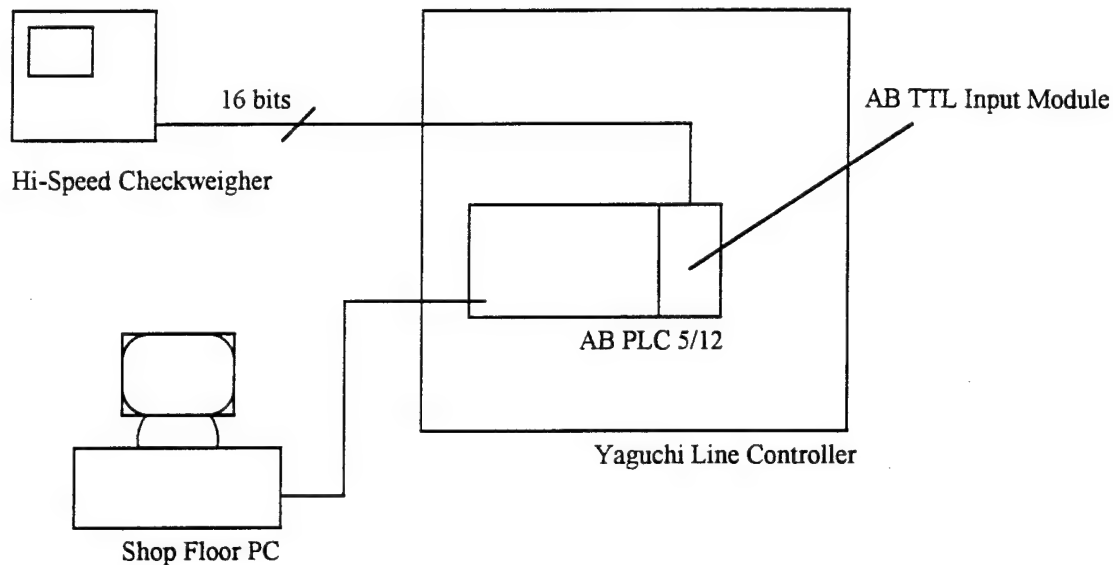 16 bits
AB TTL Input Module
Hi-Speed Checkweigher
AB PLC 5/12
Yaguchi Line Controller
Shop Floor PC